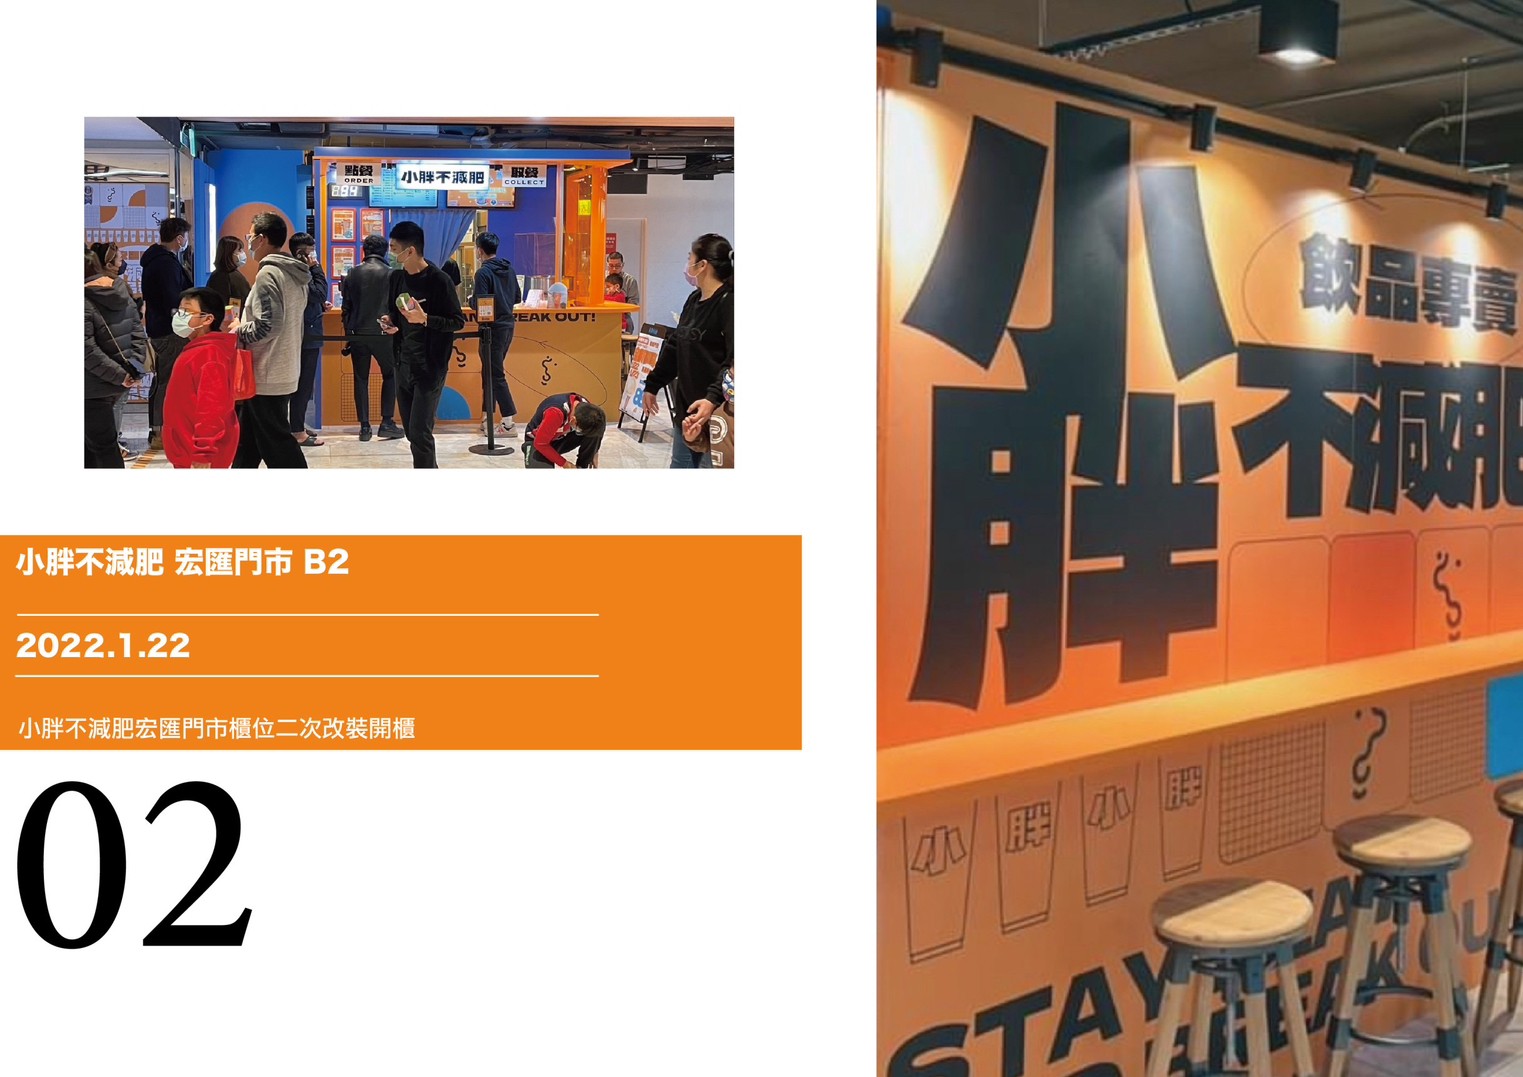 點餐
ORDER
小胖不減肥
取餐
COLLECT
REAK OUT!
小胖不減肥 宏匯門市 B2
2022.1.22
小胖不減肥宏匯門市櫃位二次改裝開櫃
02
小胖
飲品專賣
不減肥
小
胖
小
胖
STAY
BREAK OU